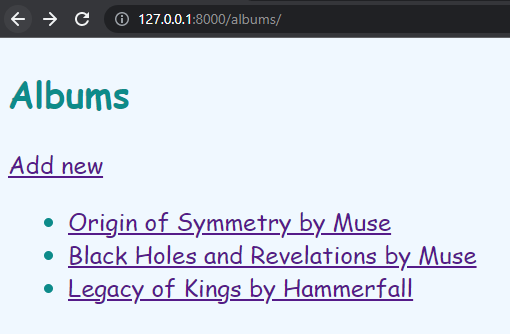 127.0.0.1:8000/albums/
Albums
Add new
Origin of Symmetry by Muse
Black Holes and Revelations by Muse
Legacy of Kings by Hammerfall